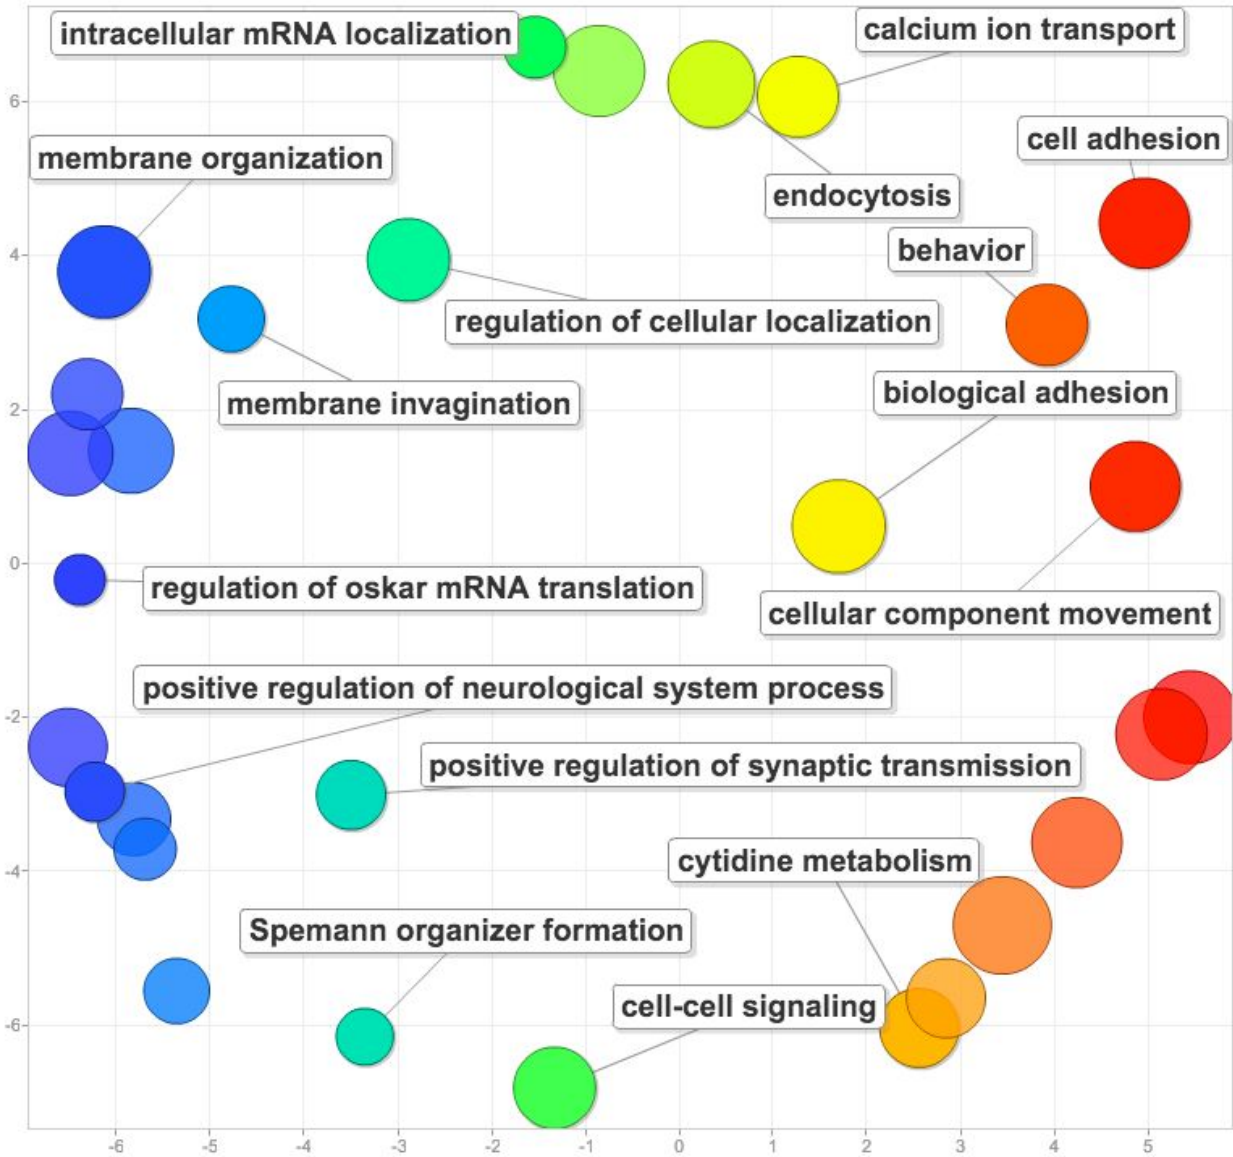 intracellular mRNA localization
calcium ion transport
6
cell adhesion
membrane organization
endocytosis
behavior
4
regulation of cellular localization
biological adhesion
membrane invagination
2
0
regulation of oskar mRNA translation
cellular component movement
positive regulation of neurological system process
-2
positive regulation of synaptic transmission
cytidine metabolism
-4
Spemann organizer formation
cell-cell signaling
-6
-6 -5 -4 -3 -2 -1 0 1 2 3 4 5